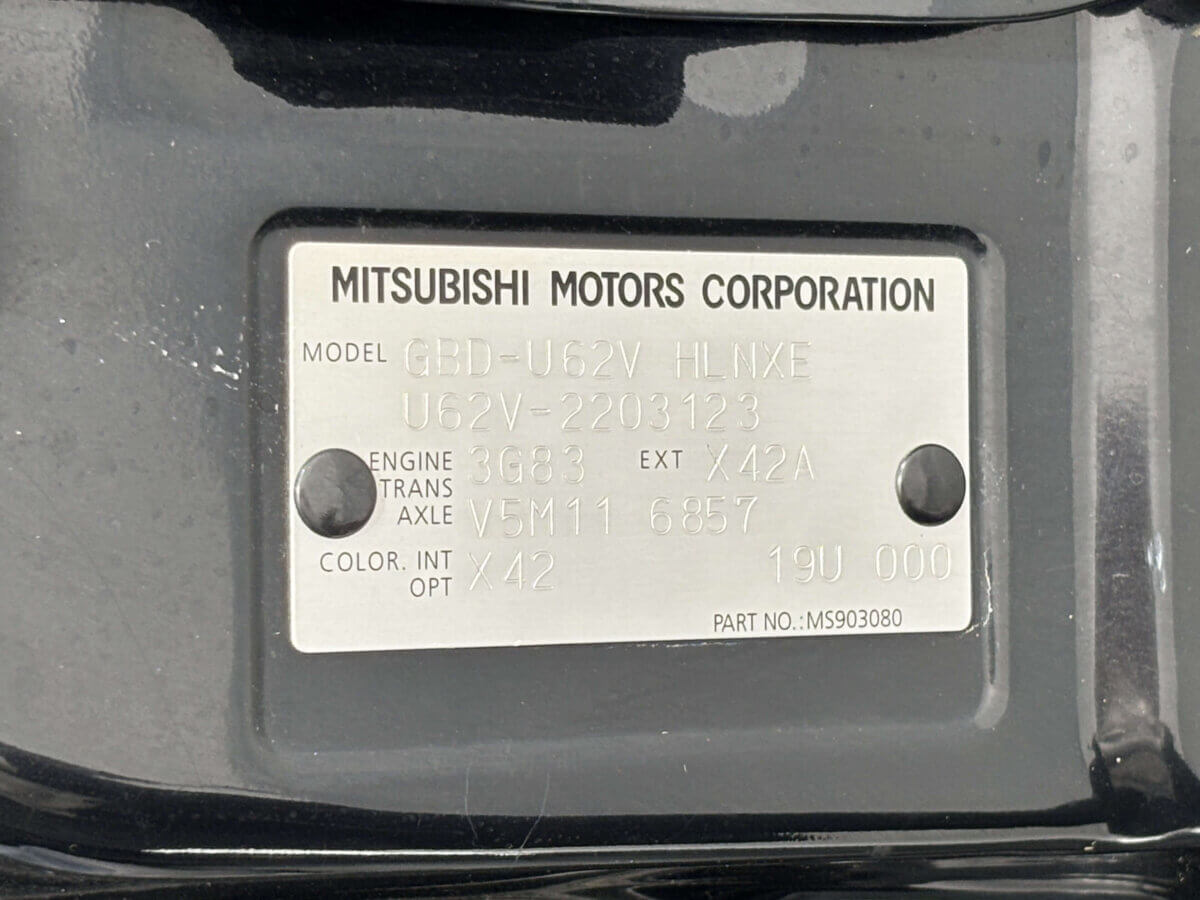 MITSUBISHI MOTORS CORPORATION
MODEL GBD-U62V HLNXE
U62V-2203123
ENGINE 3G83 EXT X42A
TRANS
AXLE V5M11 6857
COLOR. INT X42 19U 000
OPT
PART NO.:MS903080